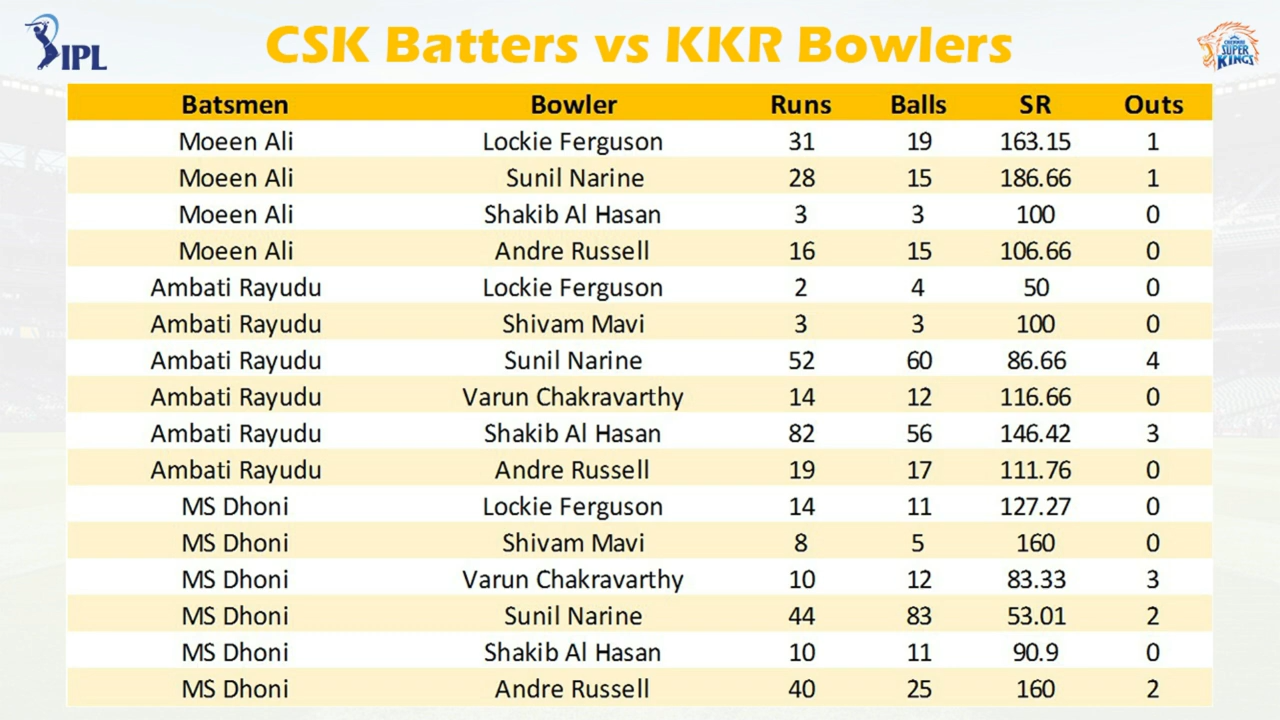 IPL
CSK Batters vs KKR Bowlers
CHENNAI
SUPER
KINGS
Batsmen Bowler Runs Balls SR Outs
Moeen Ali Lockie Ferguson 31 19 163.15 1
Moeen Ali Sunil Narine 28 15 186.66 1
Moeen Ali Shakib Al Hasan 3 3 100 0
Moeen Ali Andre Russell 16 15 106.66 0
Ambati Rayudu Lockie Ferguson 2 4 50 0
Ambati Rayudu Shivam Mavi 3 3 100 0
Ambati Rayudu Sunil Narine 52 60 86.66 4
Ambati Rayudu Varun Chakravarthy 14 12 116.66 0
Ambati Rayudu Shakib Al Hasan 82 56 146.42 3
Ambati Rayudu Andre Russell 19 17 111.76 0
MS Dhoni Lockie Ferguson 14 11 127.27 0
MS Dhoni Shivam Mavi 8 5 160 0
MS Dhoni Varun Chakravarthy 10 12 83.33 3
MS Dhoni Sunil Narine 44 83 53.01 2
MS Dhoni Shakib Al Hasan 10 11 90.9 0
MS Dhoni Andre Russell 40 25 160 2